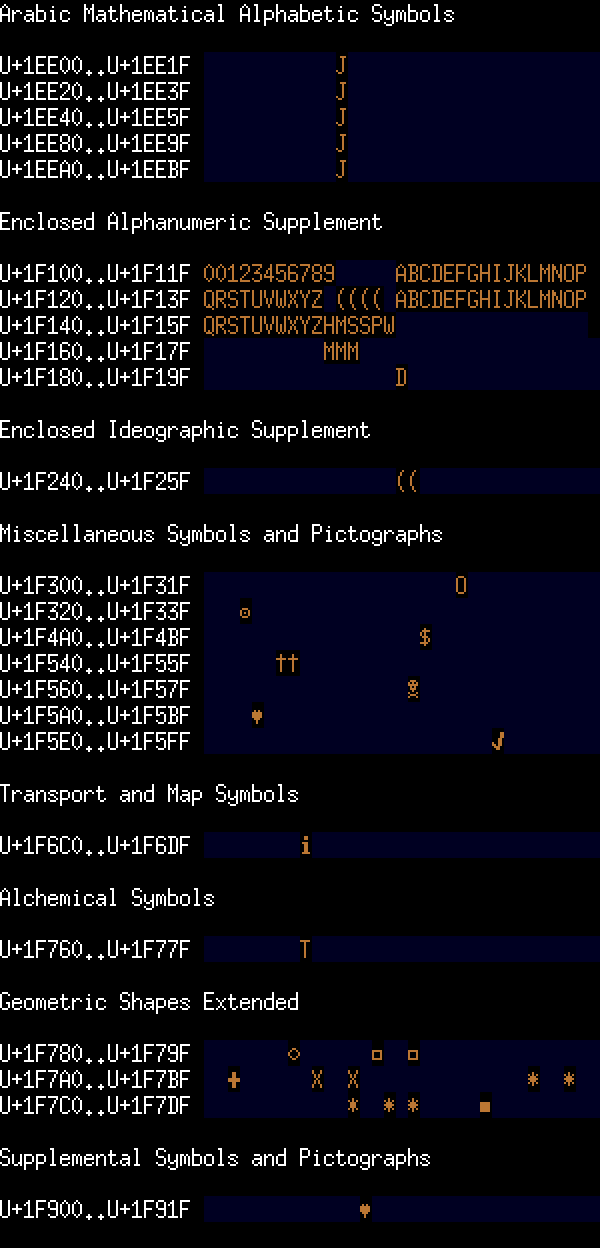 Arabic Mathematical Alphabetic Symbols
U+1EE00..U+1EE1F J
U+1EE20..U+1EE3F J
U+1EE40..U+1EE5F J
U+1EE80..U+1EE9F J
U+1EEA0..U+1EEBF J
Enclosed Alphanumeric Supplement
U+1F100..U+1F11F 00123456789 ABCDEFGHIJKLMNOP
U+1F120..U+1F13F QRSTUVWXYZ (((( ABCDEFGHIJKLMNOP
U+1F140..U+1F15F QRSTUVWXYZHMSSPW
U+1F160..U+1F17F MMM
U+1F180..U+1F19F D
Enclosed Ideographic Supplement
U+1F240..U+1F25F ((
Miscellaneous Symbols and Pictographs
U+1F300..U+1F31F O
U+1F320..U+1F33F ⊙
U+1F4A0..U+1F4BF $
U+1F540..U+1F55F ††
U+1F560..U+1F57F ☠
U+1F5A0..U+1F5BF ♥
U+1F5E0..U+1F5FF ✓
Transport and Map Symbols
U+1F6C0..U+1F6DF i
Alchemical Symbols
U+1F760..U+1F77F T
Geometric Shapes Extended
U+1F780..U+1F79F ◇ ▫ ▫
U+1F7A0..U+1F7BF ✚ X X * *
U+1F7C0..U+1F7DF * * * ▪
Supplemental Symbols and Pictographs
U+1F900..U+1F91F ♥